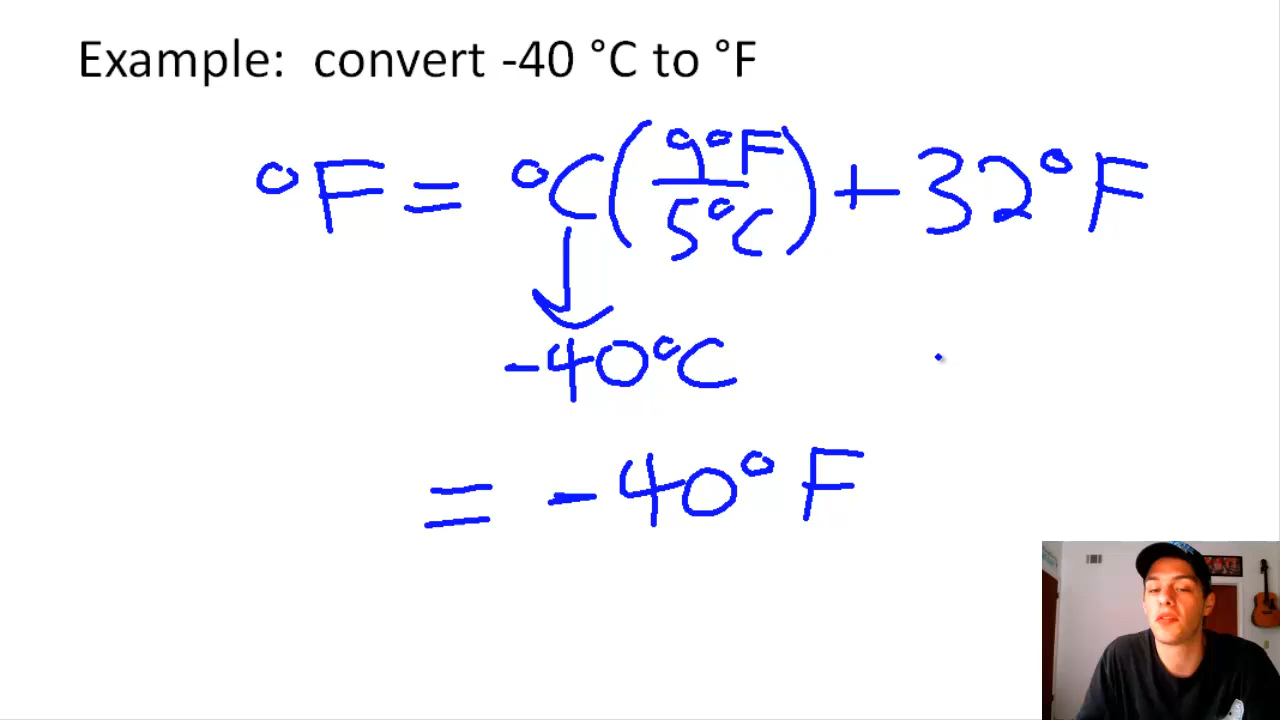 Example: convert -40 °C to °F
°F = °C (9°F / 5°C) + 32°F
-40°C
= -40°F